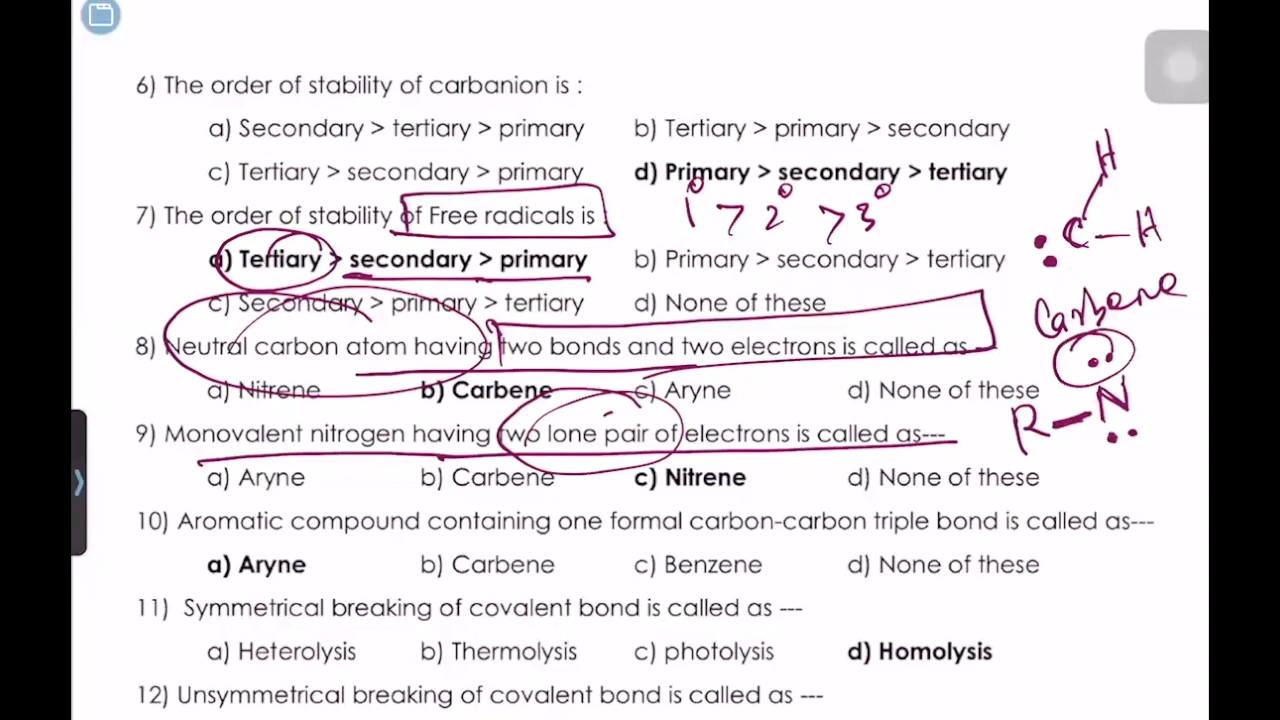 6) The order of stability of carbanion is :
a) Secondary > tertiary > primary b) Tertiary > primary > secondary
c) Tertiary > secondary > primary d) Primary > secondary > tertiary
7) The order of stability of Free radicals is :
1 > 2 > 3
a) Tertiary > secondary > primary b) Primary > secondary > tertiary
c) Secondary > primary > tertiary d) None of these
8) Neutral carbon atom having two bonds and two electrons is called as
a) Nitrene b) Carbene c) Aryne d) None of these
9) Monovalent nitrogen having two lone pair of electrons is called as---
a) Aryne b) Carbene c) Nitrene d) None of these
10) Aromatic compound containing one formal carbon-carbon triple bond is called as---
a) Aryne b) Carbene c) Benzene d) None of these
11) Symmetrical breaking of covalent bond is called as ---
a) Heterolysis b) Thermolysis c) photolysis d) Homolysis
12) Unsymmetrical breaking of covalent bond is called as ---
H
:C–H
Carbene
R–N